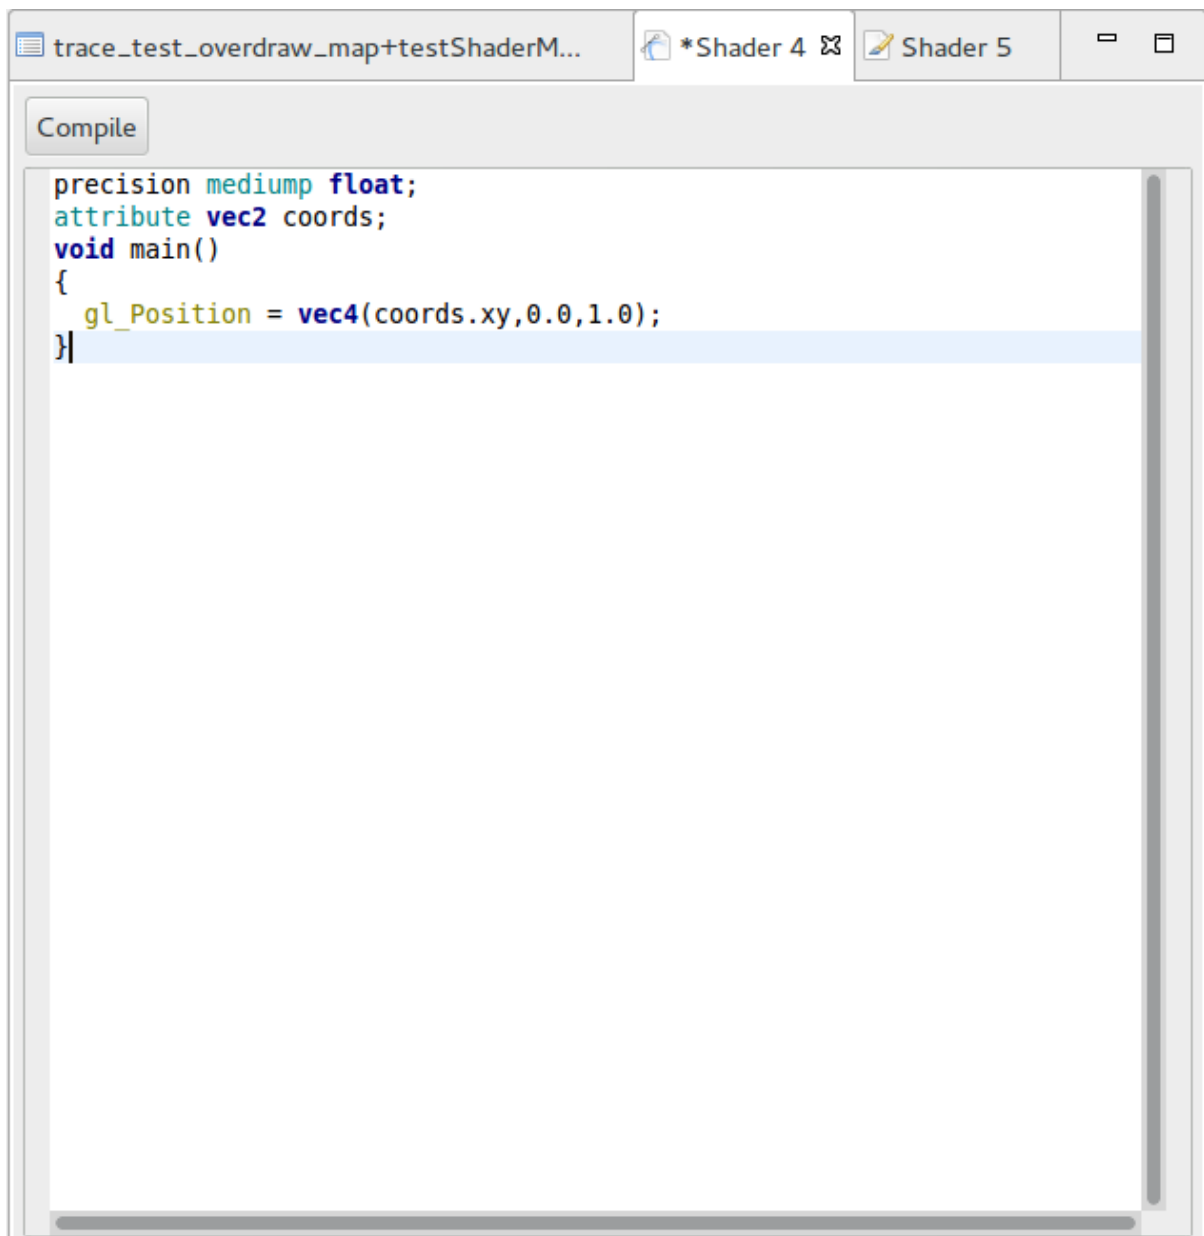 trace_test_overdraw_map+testShaderM... *Shader 4 Shader 5
Compile
precision mediump float;
attribute vec2 coords;
void main()
{
  gl_Position = vec4(coords.xy,0.0,1.0);
}